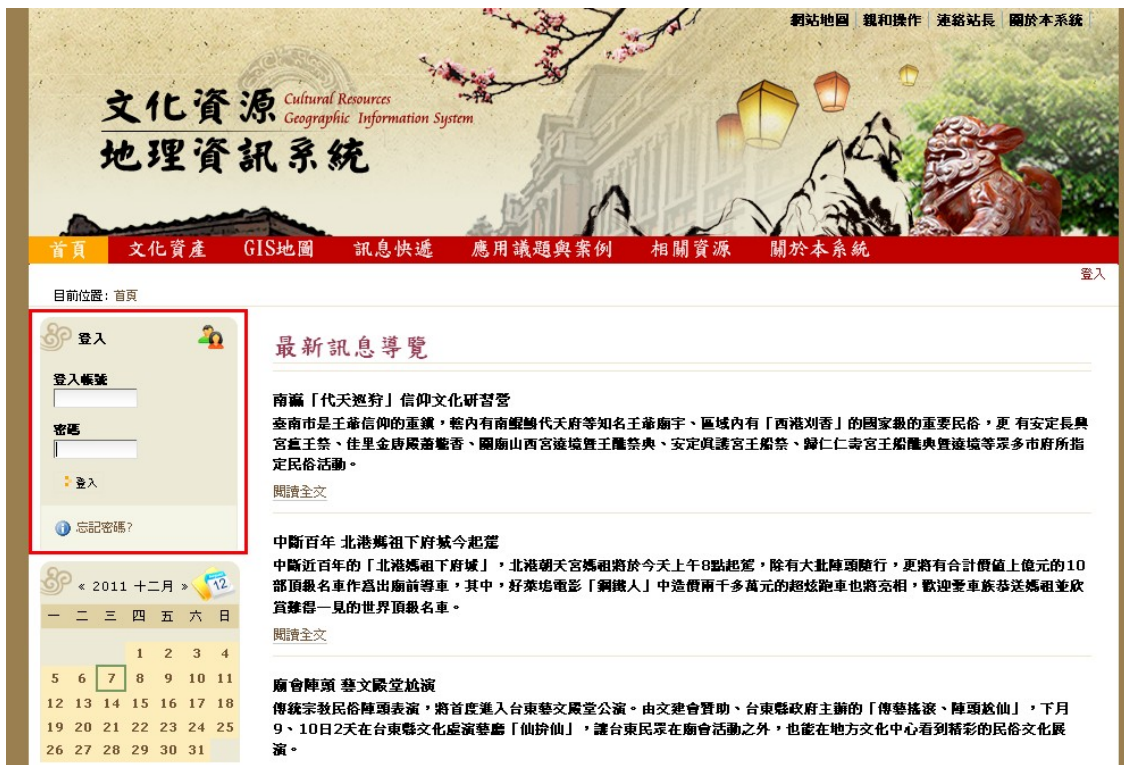 網站地圖 親和操作 連絡站長 關於本系統
文化資源 Cultural Resources
Geographic Information System
地理資訊系統
首頁 文化資產 GIS地圖 訊息快遞 應用議題與案例 相關資源 關於本系統
登入
目前位置: 首頁
登入
登入帳號
密碼
登入
忘記密碼?
« 2011 十二月 » 12
一 二 三 四 五 六 日
1 2 3 4
5 6 7 8 9 10 11
12 13 14 15 16 17 18
19 20 21 22 23 24 25
26 27 28 29 30 31
最新訊息導覽
南瀛「代天巡狩」信仰文化研習營
臺南市是王爺信仰的重鎮，轄內有南鯤鯓代天府等知名王爺廟宇、區域內有「西港刈香」的國家級的重要民俗，更 有安定長興
宮瘟王祭、佳里金唐殿蕭壠香、關廟山西宮遶境暨王醮祭典、安定真護宮王船祭、歸仁仁壽宮王船醮典暨遶境等眾多市府所指
定民俗活動。
閱讀全文
中斷百年 北港媽祖下府城今起駕
中斷近百年的「北港媽祖下府城」，北港朝天宮媽祖將於今天上午8點起駕，除有大批陣頭隨行，更將有合計價值上億元的10
部頂級名車作為出廟前導車，其中，好萊塢電影「鋼鐵人」中造價兩千多萬元的超炫跑車也將亮相，歡迎愛車族恭送媽祖並欣
賞難得一見的世界頂級名車。
閱讀全文
廟會陣頭 藝文殿堂尬演
傳統宗教民俗陣頭表演，將首度進入台東藝文殿堂公演。由文建會贊助、台東縣政府主辦的「傳藝搖滾、陣頭尬仙」，下月
9、10日2天在台東縣文化處演藝廳「仙拚仙」，讓台東民眾在廟會活動之外，也能在地方文化中心看到精彩的民俗文化展
演。